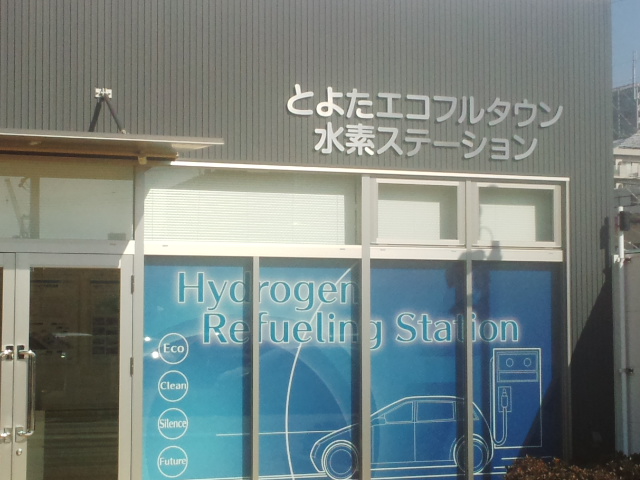 とよたエコフルタウン
水素ステーション
Hydrogen
Refueling Station
Eco
Clean
Silence
Future